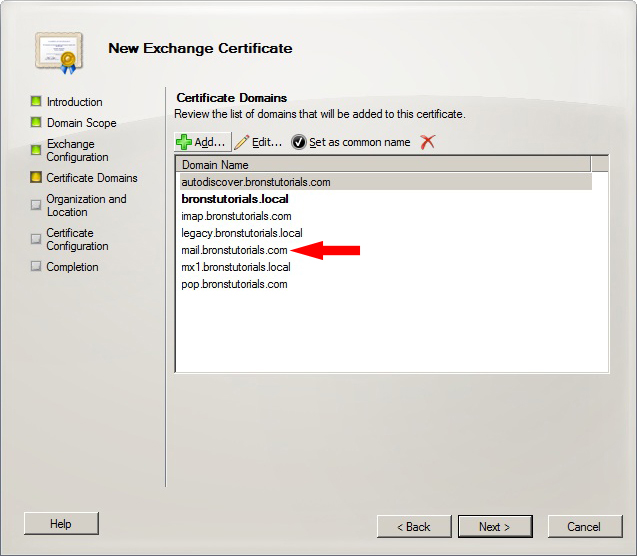 New Exchange Certificate
Introduction
Domain Scope
Exchange
Configuration
Certificate Domains
Organization and
Location
Certificate
Configuration
Completion
Certificate Domains
Review the list of domains that will be added to this certificate.
Add... Edit... Set as common name
Domain Name
autodiscover.bronstutorials.com
bronstutorials.local
imap.bronstutorials.com
legacy.bronstutorials.local
mail.bronstutorials.com
mx1.bronstutorials.local
pop.bronstutorials.com
Help < Back Next > Cancel